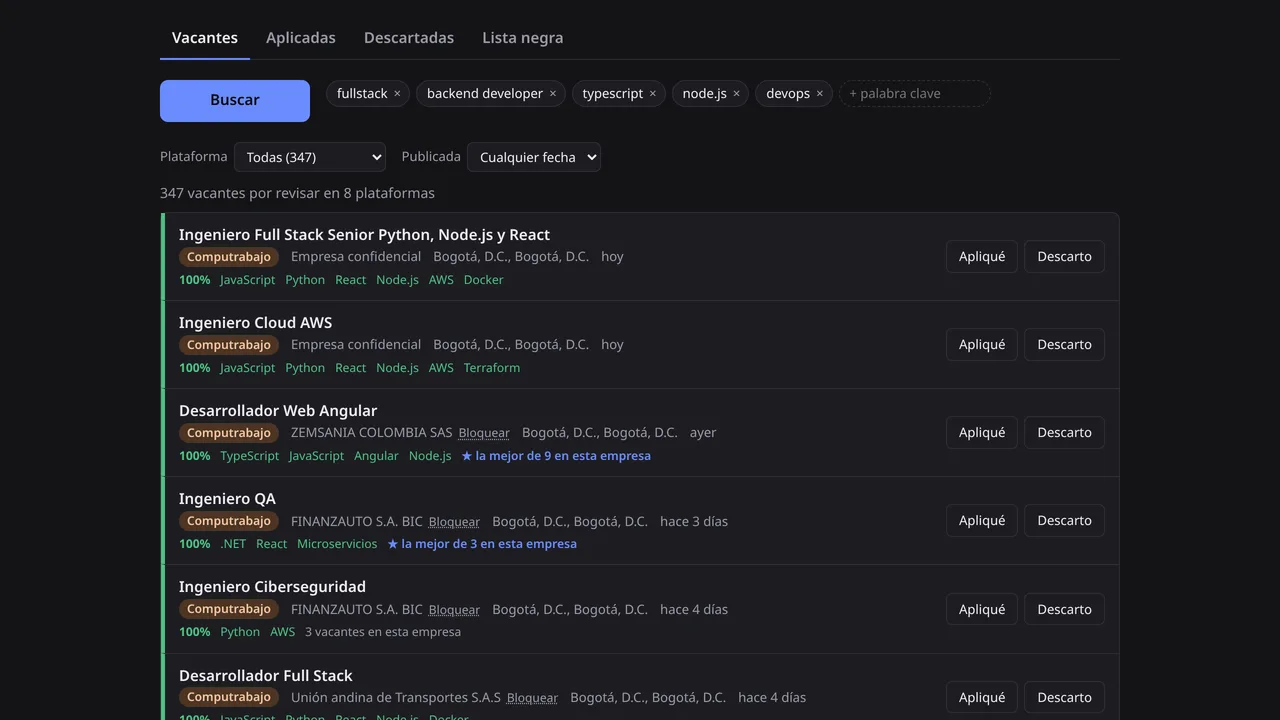 Vacantes Aplicadas Descartadas Lista negra
Buscar fullstack × backend developer × typescript × node.js × devops × + palabra clave
Plataforma Todas (347) Publicada Cualquier fecha
347 vacantes por revisar en 8 plataformas
Ingeniero Full Stack Senior Python, Node.js y React
Computrabajo Empresa confidencial Bogotá, D.C., Bogotá, D.C. hoy Apliqué Descarto
100% JavaScript Python React Node.js AWS Docker
Ingeniero Cloud AWS
Computrabajo Empresa confidencial Bogotá, D.C., Bogotá, D.C. hoy Apliqué Descarto
100% JavaScript Python React Node.js AWS Terraform
Desarrollador Web Angular
Computrabajo ZEMSANIA COLOMBIA SAS Bloquear Bogotá, D.C., Bogotá, D.C. ayer Apliqué Descarto
100% TypeScript JavaScript Angular Node.js ★ la mejor de 9 en esta empresa
Ingeniero QA
Computrabajo FINANZAUTO S.A. BIC Bloquear Bogotá, D.C., Bogotá, D.C. hace 3 días Apliqué Descarto
100% .NET React Microservicios ★ la mejor de 3 en esta empresa
Ingeniero Ciberseguridad
Computrabajo FINANZAUTO S.A. BIC Bloquear Bogotá, D.C., Bogotá, D.C. hace 4 días Apliqué Descarto
100% Python AWS 3 vacantes en esta empresa
Desarrollador Full Stack
Computrabajo Unión andina de Transportes S.A.S Bloquear Bogotá, D.C., Bogotá, D.C. hace 4 días Apliqué Descarto
100% JavaScript Python React Node.js Docker